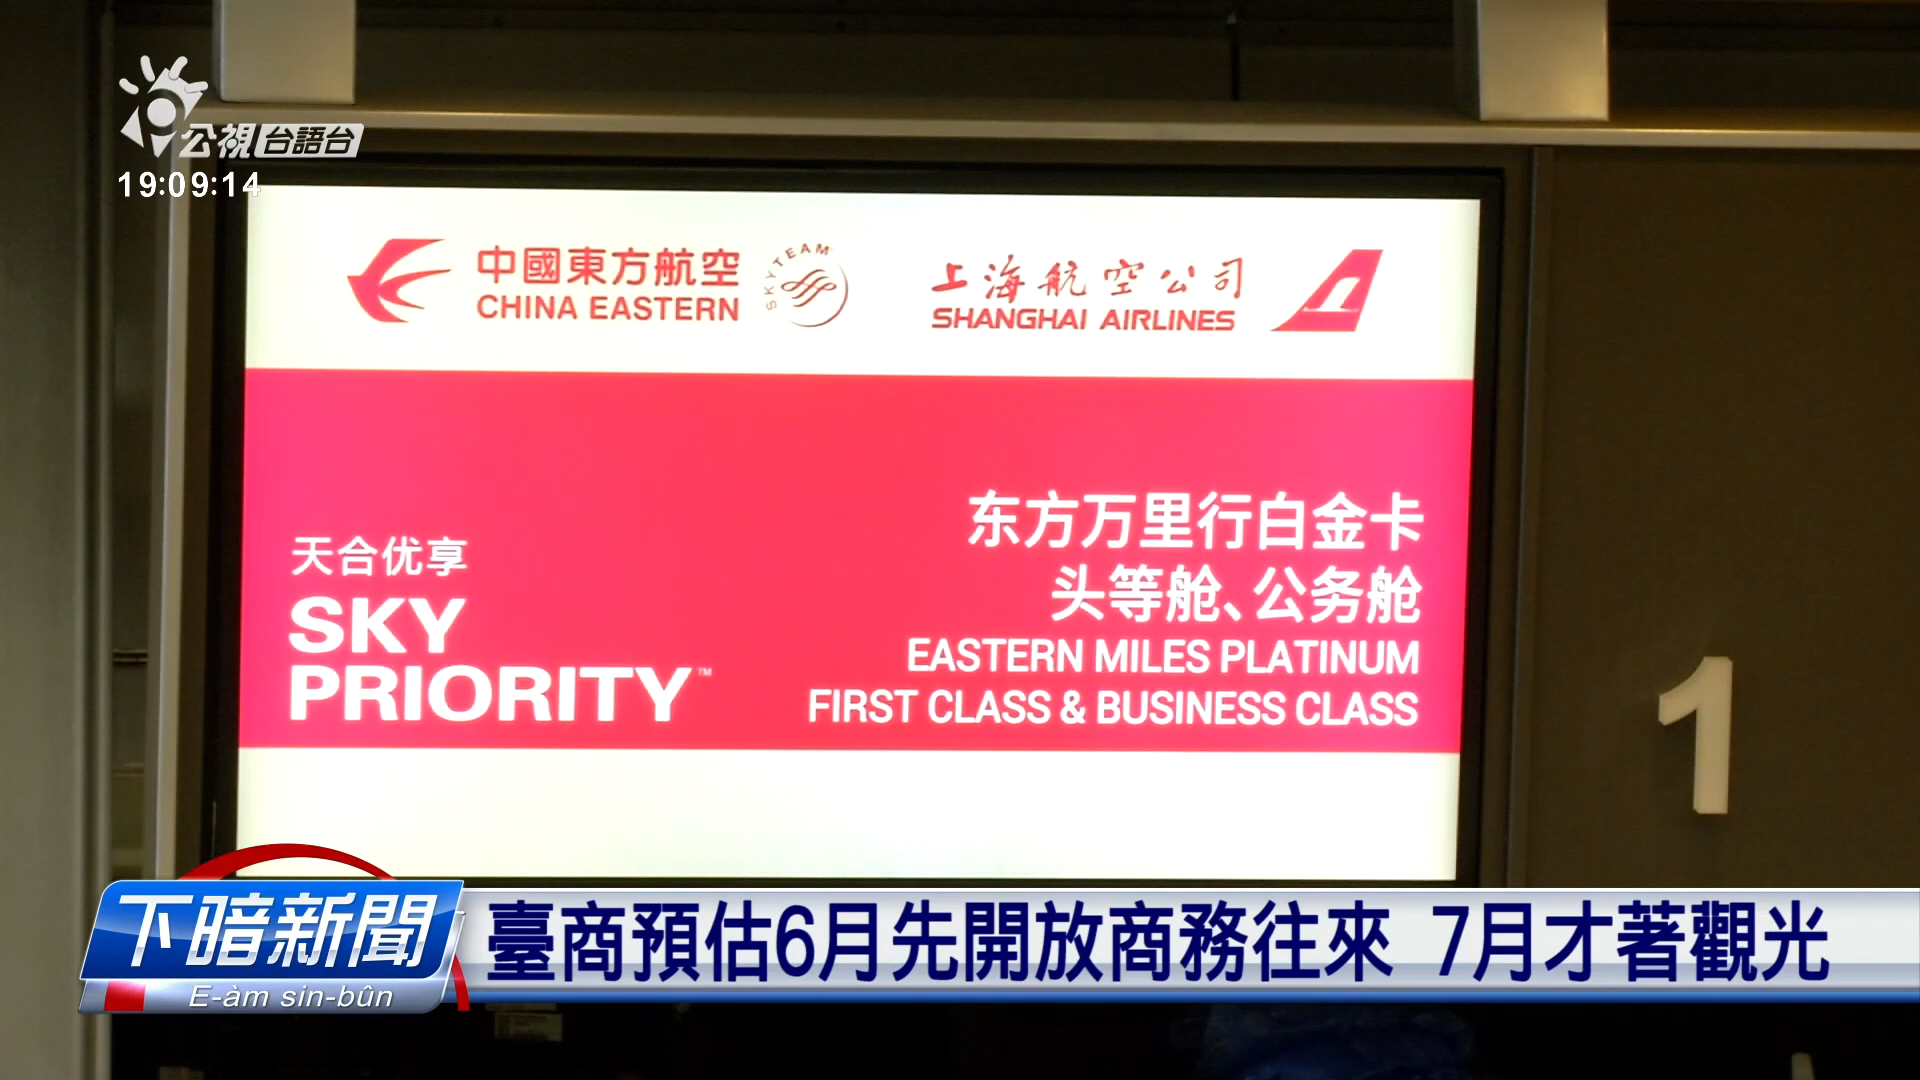 公視台語台
19:09:14
中國東方航空
CHINA EASTERN
SKYTEAM
上海航空公司
SHANGHAI AIRLINES
天合优享
SKY
PRIORITY™
东方万里行白金卡
头等舱、公务舱
EASTERN MILES PLATINUM
FIRST CLASS & BUSINESS CLASS
1
下暗新聞
E-àm sin-bûn
臺商預估6月先開放商務往來 7月才著觀光